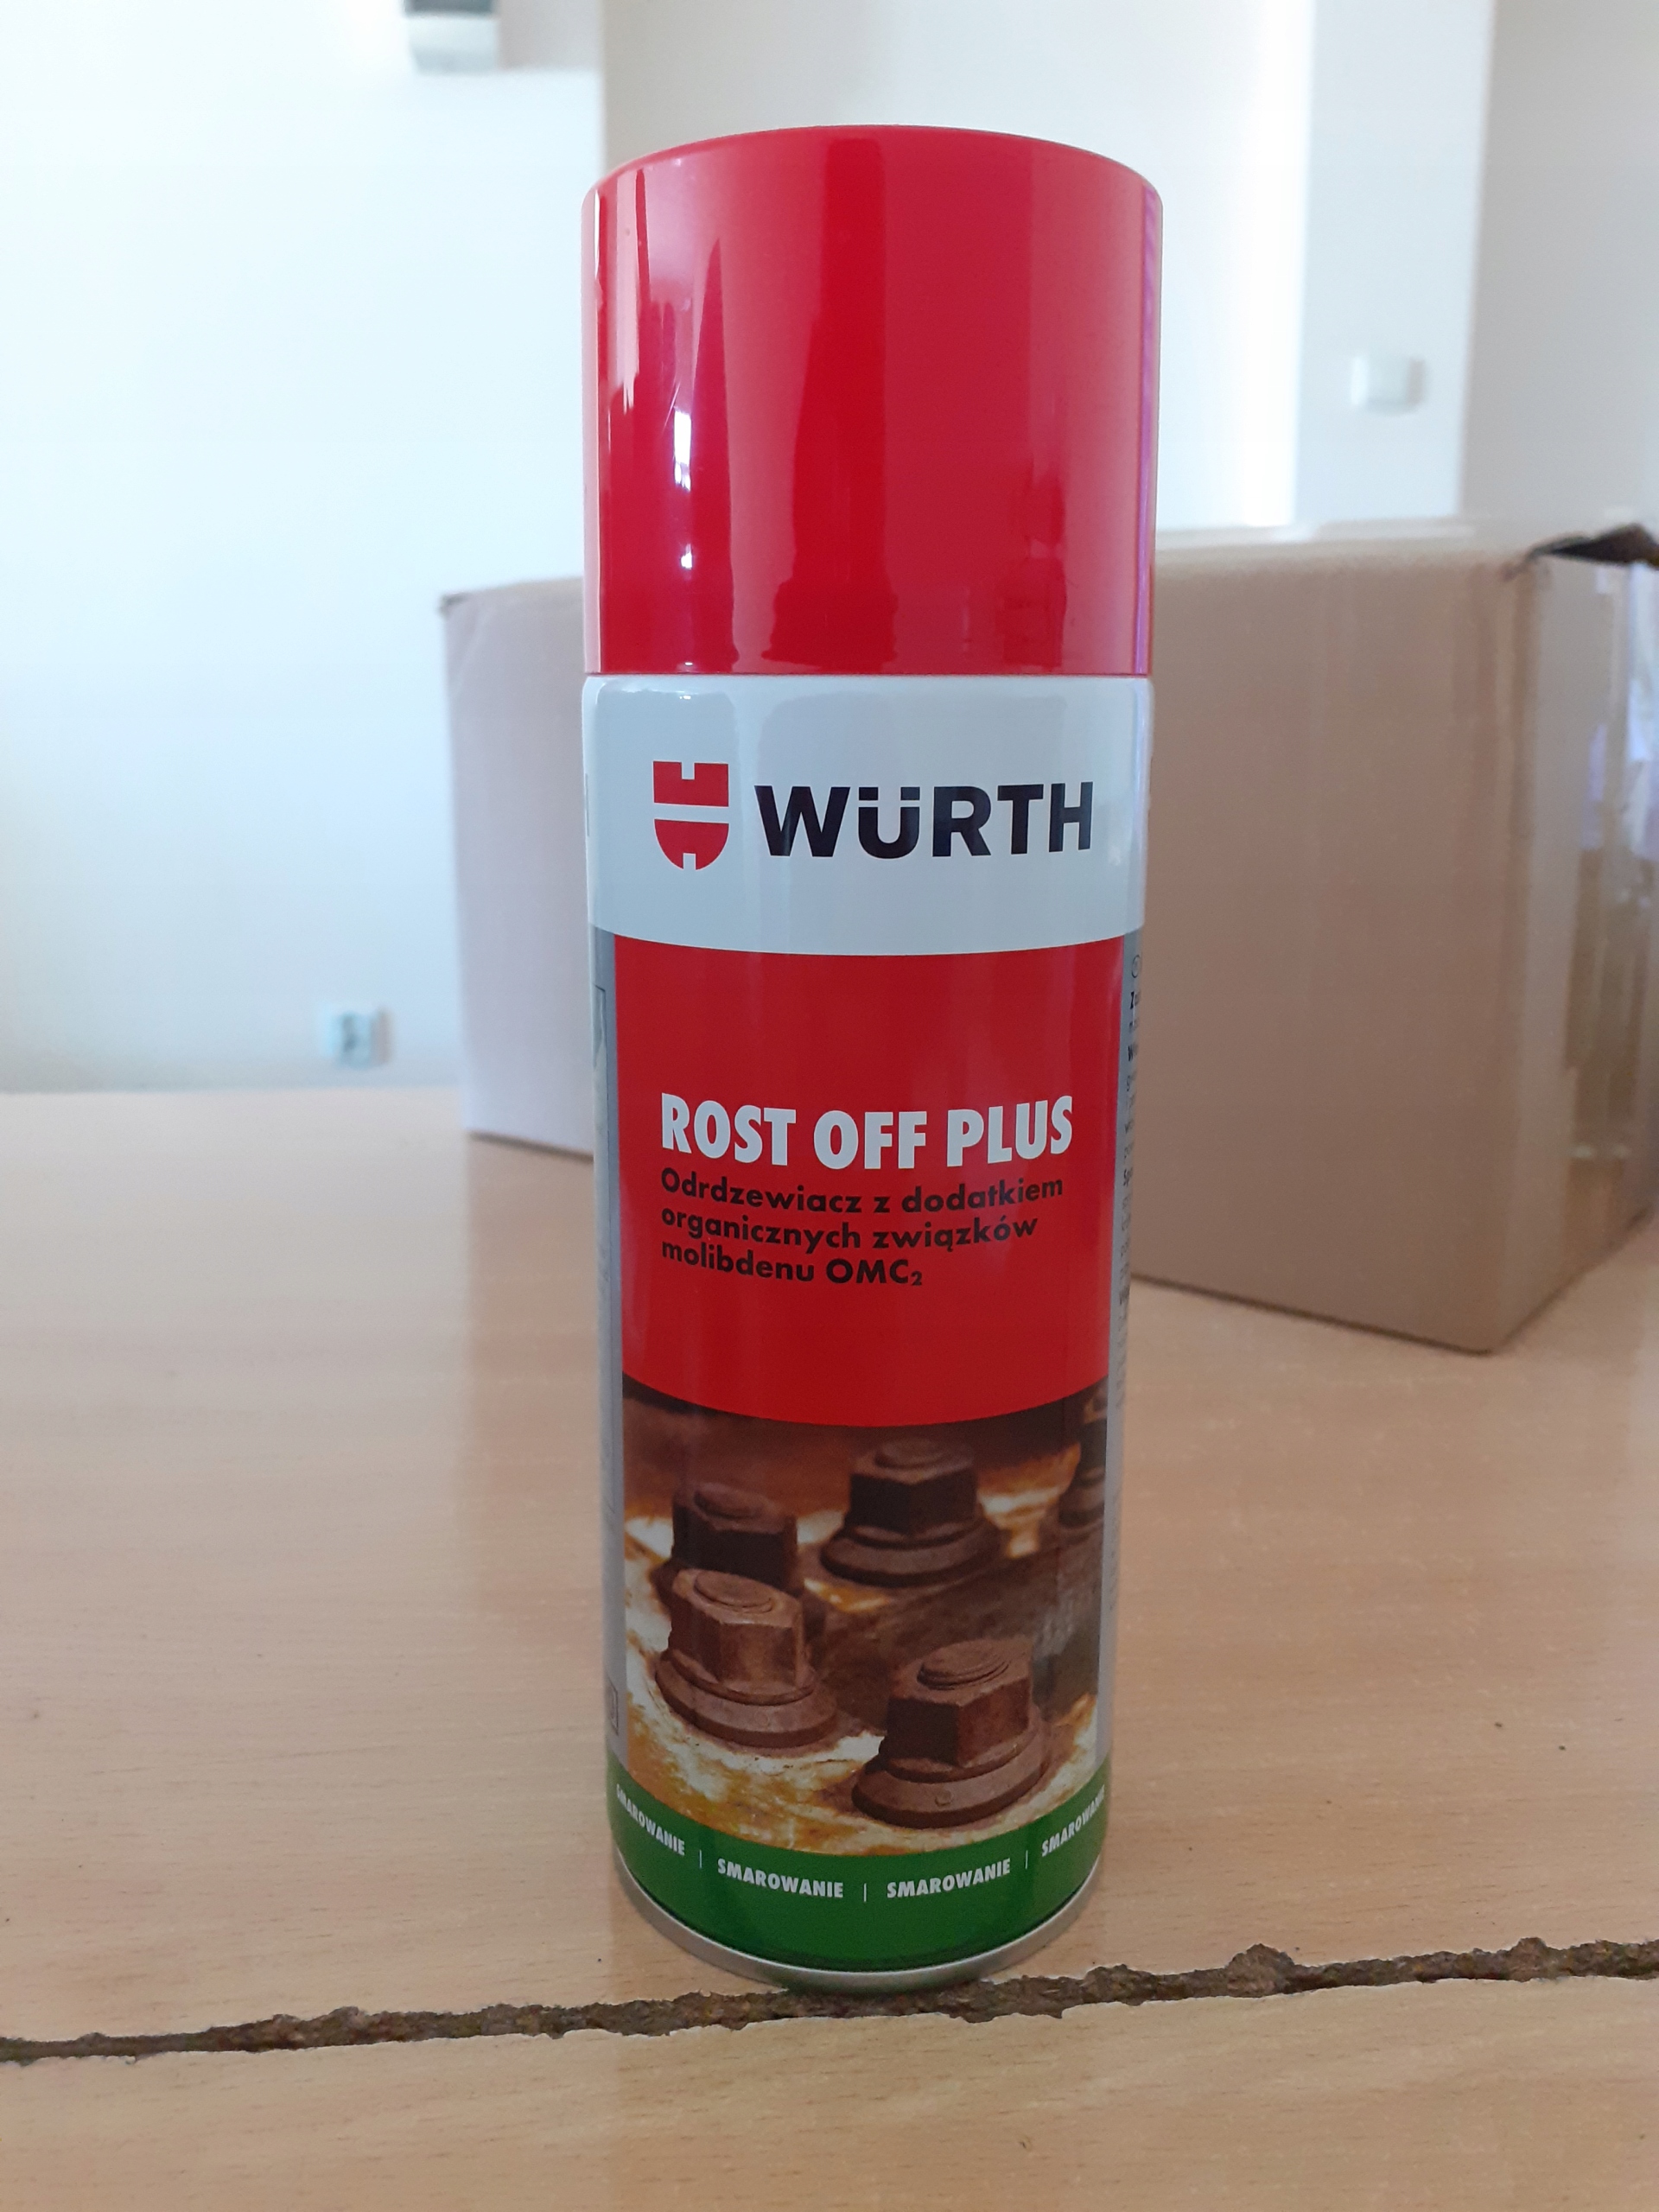 WÜRTH
ROST OFF PLUS
Odrdzewiacz z dodatkiem
organicznych związków
molibdenu OMC₂
SMAROWANIE | SMAROWANIE | SMAROWANIE | SMAROWANIE